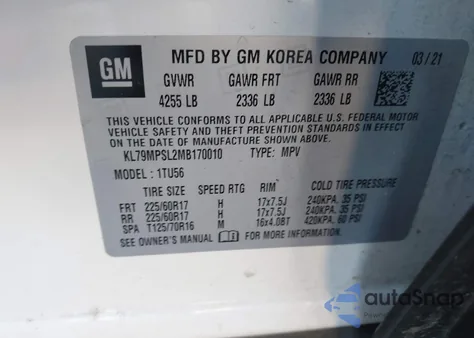 GM
MFD BY GM KOREA COMPANY 03/21
GVWR GAWR FRT GAWR RR
4255 LB 2336 LB 2336 LB
THIS VEHICLE CONFORMS TO ALL APPLICABLE U.S. FEDERAL MOTOR
VEHICLE SAFETY, BUMPER, AND THEFT PREVENTION STANDARDS IN EFFECT
ON THE DATE OF MANUFACTURE SHOWN ABOVE.
KL79MPSL2MB170010 TYPE: MPV
MODEL : 1TU56
TIRE SIZE SPEED RTG RIM COLD TIRE PRESSURE
FRT 225/60R17 H 17x7.5J 240KPA, 35 PSI
RR 225/60R17 H 17x7.5J 240KPA, 35 PSI
SPA T125/70R16 M 16x4.0BT 420KPA, 60 PSI
SEE OWNER'S MANUAL FOR MORE INFORMATION
autoSnap